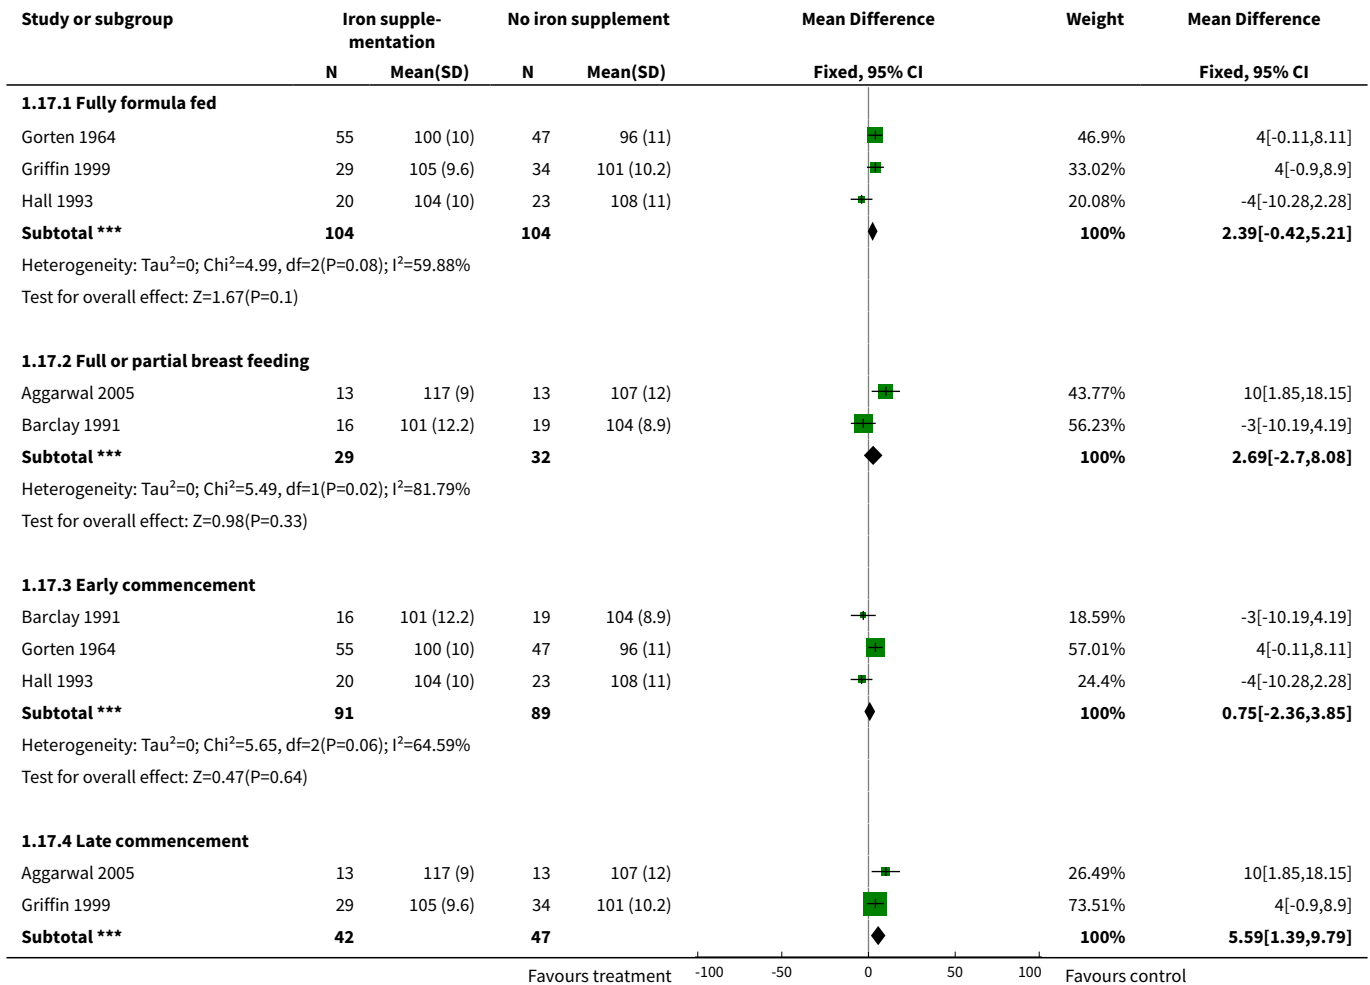 Study or subgroup Iron supple- No iron supplement Mean Difference Weight Mean Difference
mentation
N Mean(SD) N Mean(SD) Fixed, 95% CI Fixed, 95% CI
1.17.1 Fully formula fed
Gorten 1964 55 100 (10) 47 96 (11) 46.9% 4[-0.11,8.11]
Griffin 1999 29 105 (9.6) 34 101 (10.2) 33.02% 4[-0.9,8.9]
Hall 1993 20 104 (10) 23 108 (11) 20.08% -4[-10.28,2.28]
Subtotal *** 104 104 100% 2.39[-0.42,5.21]
Heterogeneity: Tau²=0; Chi²=4.99, df=2(P=0.08); I²=59.88%
Test for overall effect: Z=1.67(P=0.1)
1.17.2 Full or partial breast feeding
Aggarwal 2005 13 117 (9) 13 107 (12) 43.77% 10[1.85,18.15]
Barclay 1991 16 101 (12.2) 19 104 (8.9) 56.23% -3[-10.19,4.19]
Subtotal *** 29 32 100% 2.69[-2.7,8.08]
Heterogeneity: Tau²=0; Chi²=5.49, df=1(P=0.02); I²=81.79%
Test for overall effect: Z=0.98(P=0.33)
1.17.3 Early commencement
Barclay 1991 16 101 (12.2) 19 104 (8.9) 18.59% -3[-10.19,4.19]
Gorten 1964 55 100 (10) 47 96 (11) 57.01% 4[-0.11,8.11]
Hall 1993 20 104 (10) 23 108 (11) 24.4% -4[-10.28,2.28]
Subtotal *** 91 89 100% 0.75[-2.36,3.85]
Heterogeneity: Tau²=0; Chi²=5.65, df=2(P=0.06); I²=64.59%
Test for overall effect: Z=0.47(P=0.64)
1.17.4 Late commencement
Aggarwal 2005 13 117 (9) 13 107 (12) 26.49% 10[1.85,18.15]
Griffin 1999 29 105 (9.6) 34 101 (10.2) 73.51% 4[-0.9,8.9]
Subtotal *** 42 47 100% 5.59[1.39,9.79]
Favours treatment -100 -50 0 50 100 Favours control